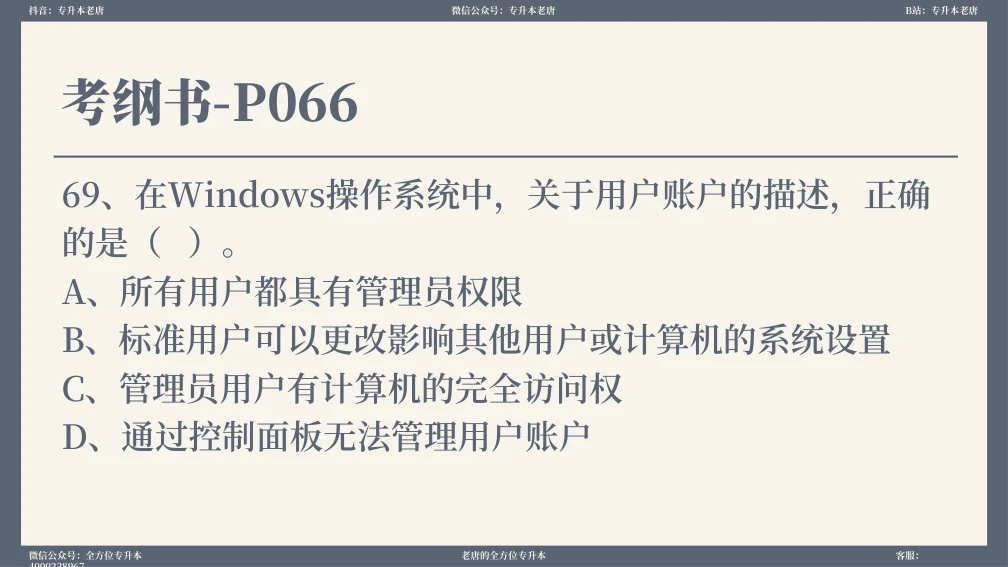 抖音：专升本老唐
微信公众号：专升本老唐
B站：专升本老唐
考纲书-P066
69、在Windows操作系统中，关于用户账户的描述，正确
的是（ ）。
A、所有用户都具有管理员权限
B、标准用户可以更改影响其他用户或计算机的系统设置
C、管理员用户有计算机的完全访问权
D、通过控制面板无法管理用户账户
微信公众号：全方位专升本
老唐的全方位专升本
客服：
4000238967